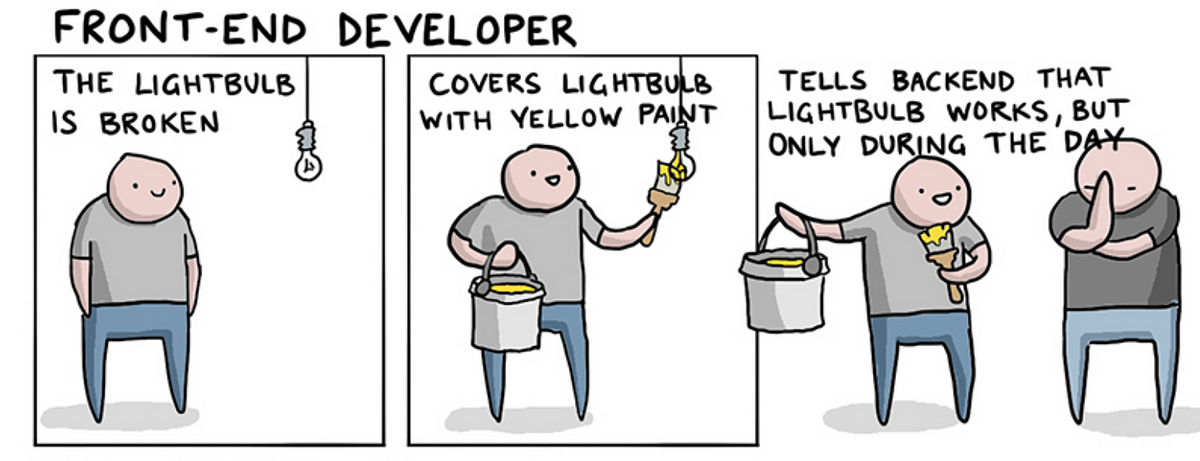 FRONT-END DEVELOPER
THE LIGHTBULB
IS BROKEN
COVERS LIGHTBULB
WITH YELLOW PAINT
TELLS BACKEND THAT
LIGHTBULB WORKS, BUT
ONLY DURING THE DAY